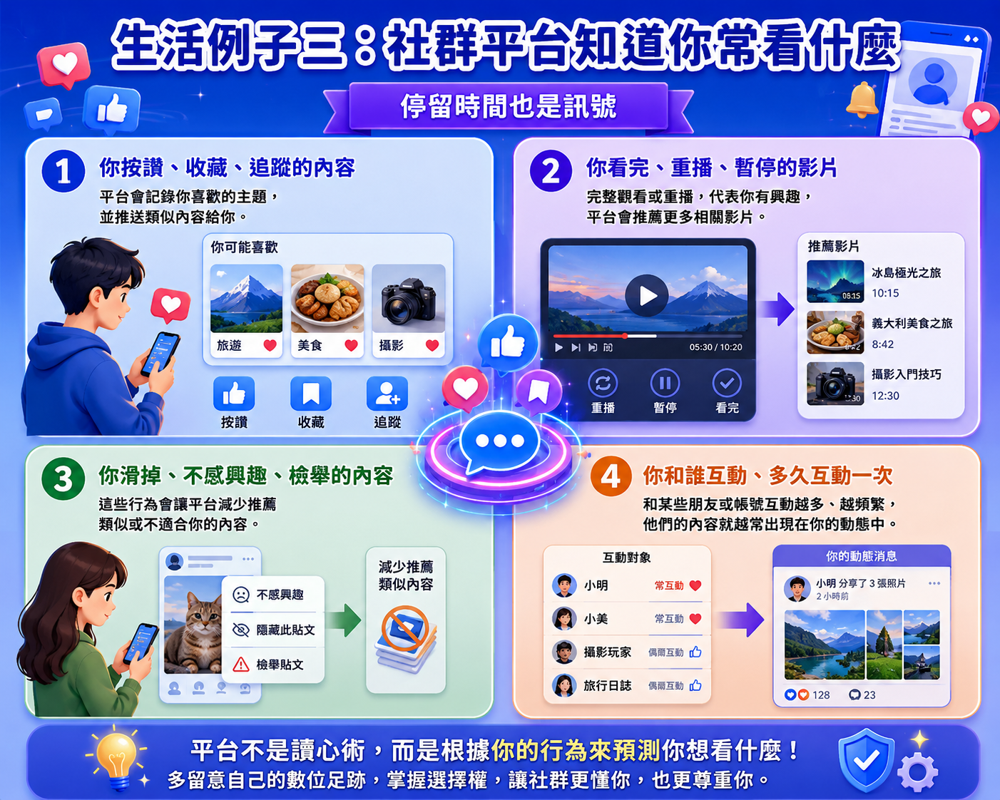 生活例子三：社群平台知道你常看什麼
停留時間也是訊號
1 你按讚、收藏、追蹤的內容
平台會記錄你喜歡的主題，
並推送類似內容給你。
你可能喜歡
旅遊
美食
攝影
按讚
收藏
追蹤
2 你看完、重播、暫停的影片
完整觀看或重播，代表你有興趣，
平台會推薦更多相關影片。
05:30 / 10:20
重播
暫停
看完
推薦影片
冰島極光之旅
10:15
義大利美食之旅
8:42
攝影入門技巧
12:30
3 你滑掉、不感興趣、檢舉的內容
這些行為會讓平台減少推薦
類似或不適合你的內容。
不感興趣
隱藏此貼文
檢舉貼文
減少推薦
類似內容
4 你和誰互動、多久互動一次
和某些朋友或帳號互動越多、越頻繁，
他們的內容就越常出現在你的動態中。
互動對象
小明 常互動
小美 常互動
攝影玩家 偶爾互動
旅行日誌 偶爾互動
你的動態消息
小明 分享了 3 張照片
2 小時前
128 23
平台不是讀心術，而是根據你的行為來預測你想看什麼！
多留意自己的數位足跡，掌握選擇權，讓社群更懂你，也更尊重你。